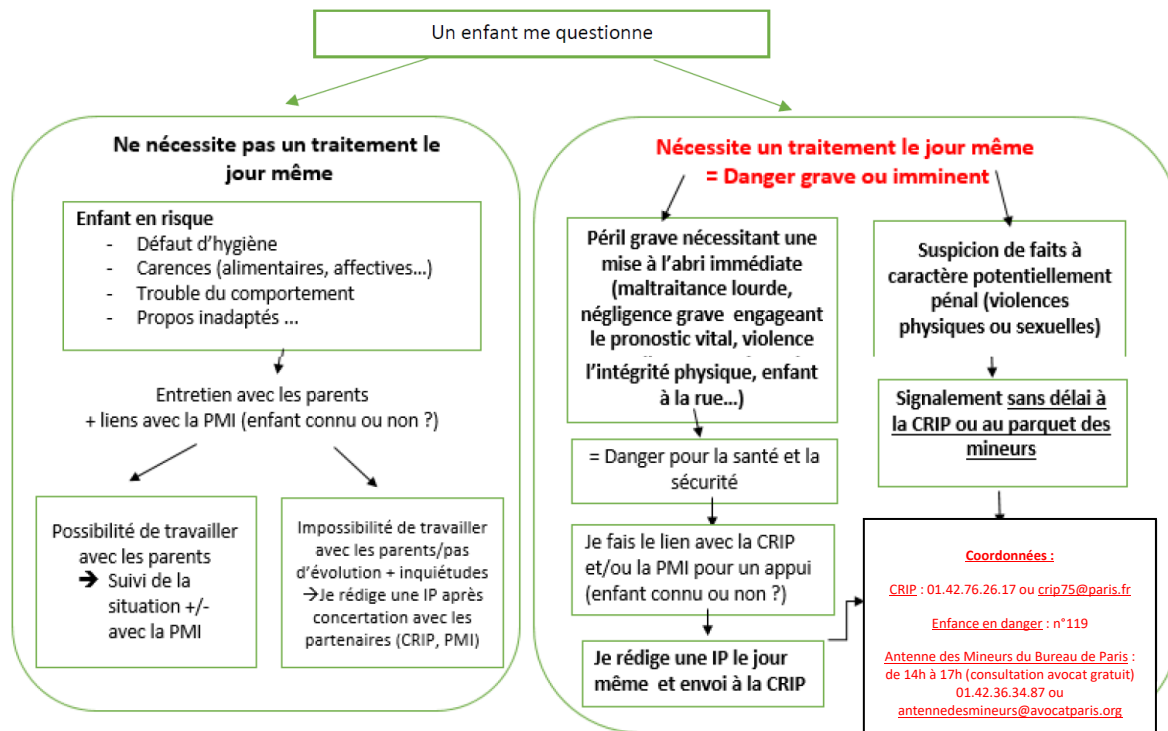 Un enfant me questionne
Ne nécessite pas un traitement le
jour même
Enfant en risque
- Défaut d'hygiène
- Carences (alimentaires, affectives…)
- Trouble du comportement
- Propos inadaptés …
Entretien avec les parents
+ liens avec la PMI (enfant connu ou non ?)
Possibilité de travailler
avec les parents
➔ Suivi de la
situation +/-
avec la PMI
Impossibilité de travailler
avec les parents/pas
d'évolution + inquiétudes
→Je rédige une IP après
concertation avec les
partenaires (CRIP, PMI)
Nécessite un traitement le jour même
= Danger grave ou imminent
Péril grave nécessitant une
mise à l'abri immédiate
(maltraitance lourde,
négligence grave engageant
le pronostic vital, violence
l'intégrité physique, enfant
à la rue…)
= Danger pour la santé et la
sécurité
Je fais le lien avec la CRIP
et/ou la PMI pour un appui
(enfant connu ou non ?)
Je rédige une IP le jour
même et envoi à la CRIP
Suspicion de faits à
caractère potentiellement
pénal (violences
physiques ou sexuelles)
Signalement sans délai à
la CRIP ou au parquet des
mineurs
Coordonnées :
CRIP : 01.42.76.26.17 ou crip75@paris.fr
Enfance en danger : n°119
Antenne des Mineurs du Bureau de Paris :
de 14h à 17h (consultation avocat gratuit)
01.42.36.34.87 ou
antennedesmineurs@avocatparis.org